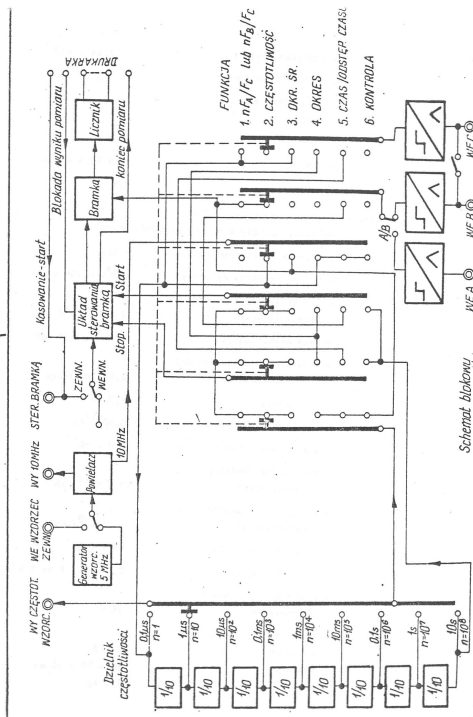 DRUKARKA
Blokada wyniku pomiaru
kasowanie-start
Licznik
Koniec pomiaru
Bramka
Układ
sterowania
bramką
Start
Stop.
STER. BRAMKĄ
ZEWN.
WEWN.
WY 10MHz
Powielacz
10MHz
WE WZORZEC
ZEWN
Generator
wzorc.
5 MHz
WY CZĘSTOT.
WZORC.
Dzielnik
częstotliwości
0,1µs
n=1
1µs
n=10
10µs
n=10²
0,1ms
n=10³
1ms
n=10⁴
10ms
n=10⁵
0,1s
n=10⁶
1s
n=10⁷
10s
n=10⁸
1/10
1/10
1/10
1/10
1/10
1/10
1/10
1/10
FUNKCJA
1. nFA/FC lub nFB/FC
2. CZĘSTOTLIWOŚĆ
3. OKR. ŚR.
4. OKRES
5. CZAS/ODSTĘP CZASU
6. KONTROLA
A/B
WE A
WE B
WE C
Schemat blokowy